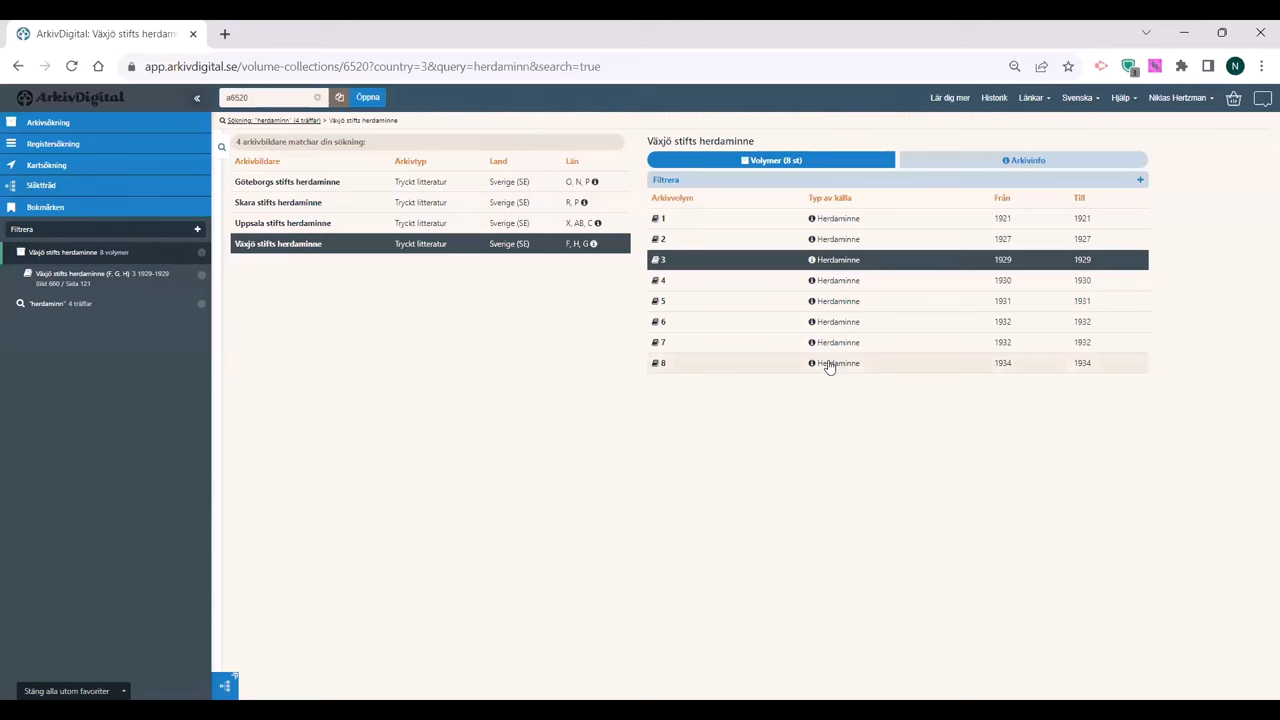 ArkivDigital: Växjö stifts herdam
app.arkivdigital.se/volume-collections/6520?country=3&query=herdaminn&search=true
3
N
ArkivDigital
a6520
Öppna
Lär dig mer
Historik
Länkar
Svenska
Hjälp
Niklas Hertzman
Arkivsökning
Registersökning
Kartsökning
Släktträd
Bokmärken
Filtrera
Växjö stifts herdaminne 8 volymer
Växjö stifts herdaminne (F, G, H) 3 1929-1929
Bild 660 / Sida 121
"herdaminn" 4 träffar
Stäng alla utom favoriter
Sökning: "herdaminn" (4 träffar) > Växjö stifts herdaminne
4 arkivbildare matchar din sökning:
Arkivbildare Arkivtyp Land Län
Göteborgs stifts herdaminne Tryckt litteratur Sverige (SE) O, N, P
Skara stifts herdaminne Tryckt litteratur Sverige (SE) R, P
Uppsala stifts herdaminne Tryckt litteratur Sverige (SE) X, AB, C
Växjö stifts herdaminne Tryckt litteratur Sverige (SE) F, H, G
Växjö stifts herdaminne
Volymer (8 st)
Arkivinfo
Filtrera
Arkivvolym Typ av källa Från Till
1 Herdaminne 1921 1921
2 Herdaminne 1927 1927
3 Herdaminne 1929 1929
4 Herdaminne 1930 1930
5 Herdaminne 1931 1931
6 Herdaminne 1932 1932
7 Herdaminne 1932 1932
8 Herdaminne 1934 1934